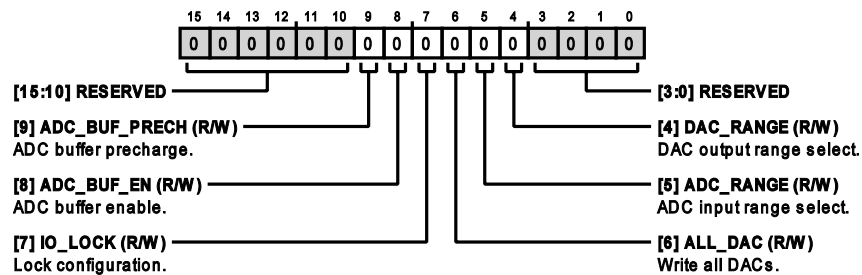 15 14 13 12 11 10 9 8 7 6 5 4 3 2 1 0
0 0 0 0 0 0 0 0 0 0 0 0 0 0 0 0
[15:10] RESERVED
[3:0] RESERVED
[9] ADC_BUF_PRECH (R/W)
ADC buffer precharge.
[4] DAC_RANGE (R/W)
DAC output range select.
[8] ADC_BUF_EN (R/W)
ADC buffer enable.
[5] ADC_RANGE (R/W)
ADC input range select.
[7] IO_LOCK (R/W)
Lock configuration.
[6] ALL_DAC (R/W)
Write all DACs.